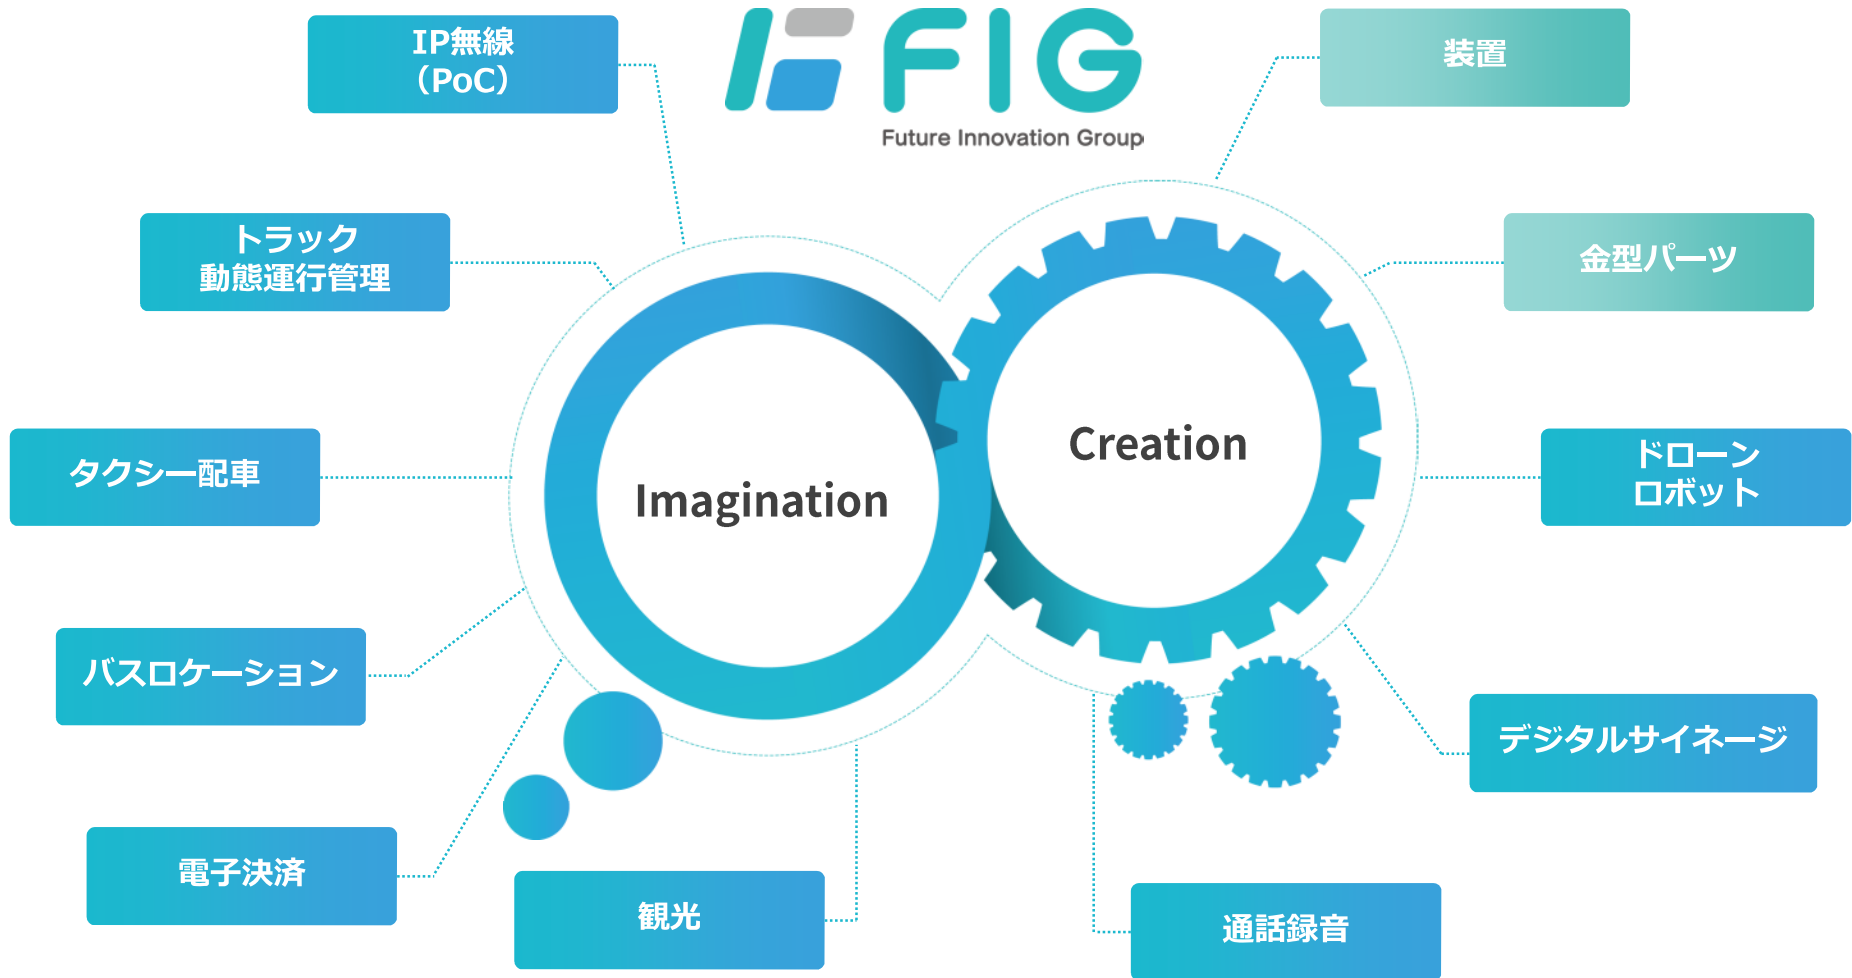 IP無線
（PoC）
FIG
Future Innovation Group
装置
トラック
動態運行管理
金型パーツ
タクシー配車
Imagination
Creation
ドローン
ロボット
バスロケーション
デジタルサイネージ
電子決済
観光
通話録音